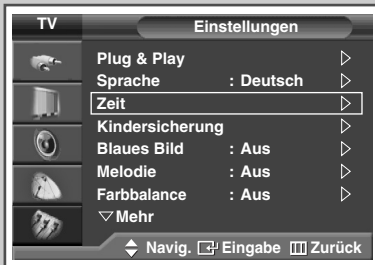 TV Einstellungen
Plug & Play
Sprache : Deutsch
Zeit
Kindersicherung
Blaues Bild : Aus
Melodie : Aus
Farbbalance : Aus
Mehr
Navig. Eingabe Zurück